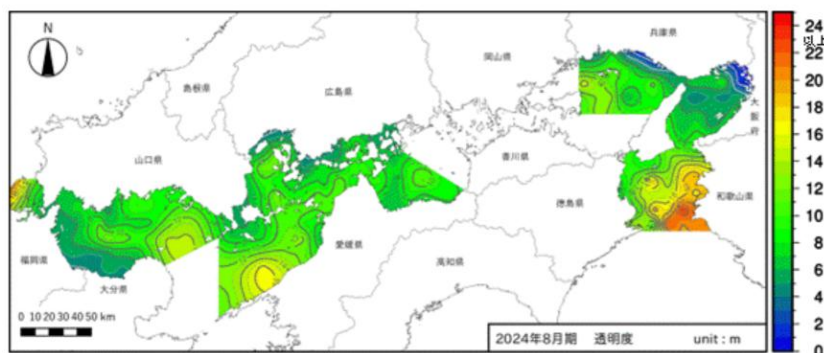 N
兵庫県
24
以上
22
岡山県
20
島根県
広島県
18
大阪府
16
山口県
14
香川県
12
徳島県
和歌山県
10
愛媛県
8
福岡県
高知県
6
大分県
4
0 10 20 30 40 50 km
2
2024年8月期 透明度 unit : m
0